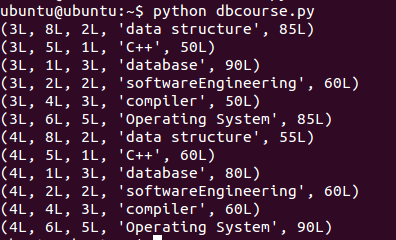 ubuntu@ubuntu:~$ python dbcourse.py
(3L, 8L, 2L, 'data structure', 85L)
(3L, 5L, 1L, 'C++', 50L)
(3L, 1L, 3L, 'database', 90L)
(3L, 2L, 2L, 'softwareEngineering', 60L)
(3L, 4L, 3L, 'compiler', 50L)
(3L, 6L, 5L, 'Operating System', 85L)
(4L, 8L, 2L, 'data structure', 55L)
(4L, 5L, 1L, 'C++', 60L)
(4L, 1L, 3L, 'database', 80L)
(4L, 2L, 2L, 'softwareEngineering', 60L)
(4L, 4L, 3L, 'compiler', 60L)
(4L, 6L, 5L, 'Operating System', 90L)